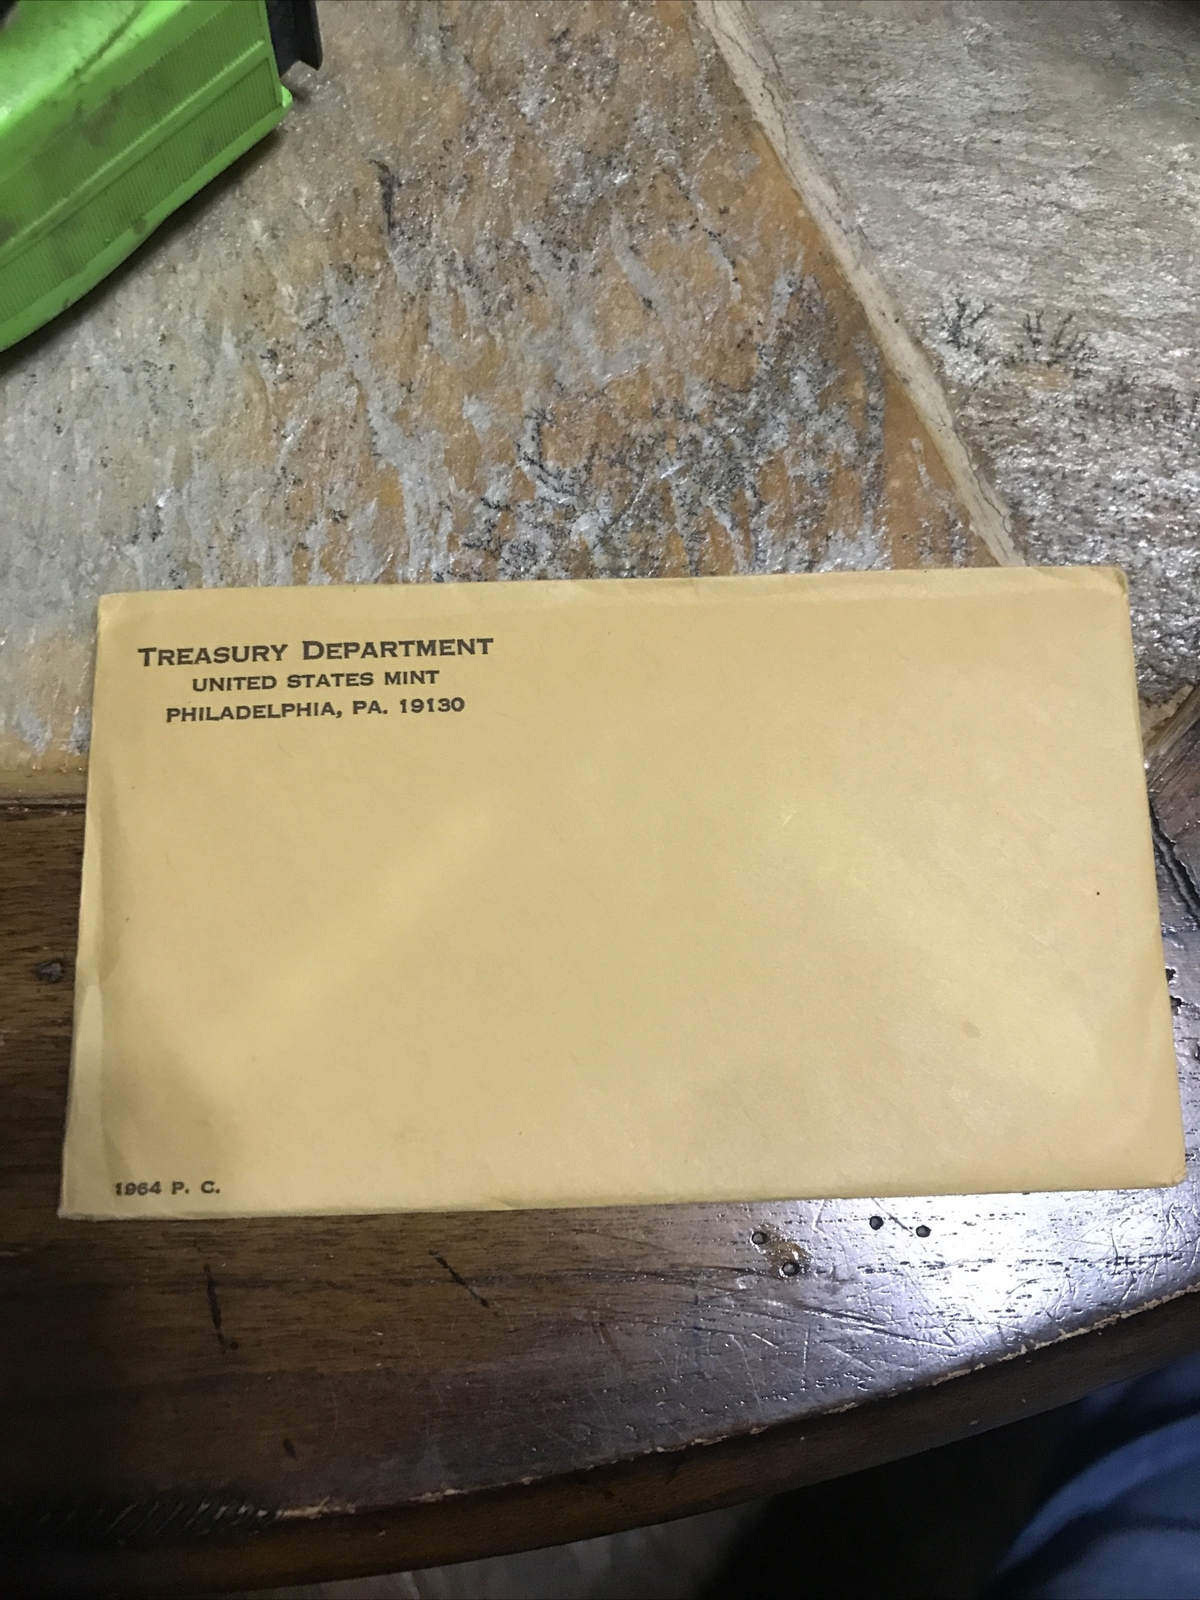 TREASURY DEPARTMENT
UNITED STATES MINT
PHILADELPHIA, PA. 19130
1964 P. C.